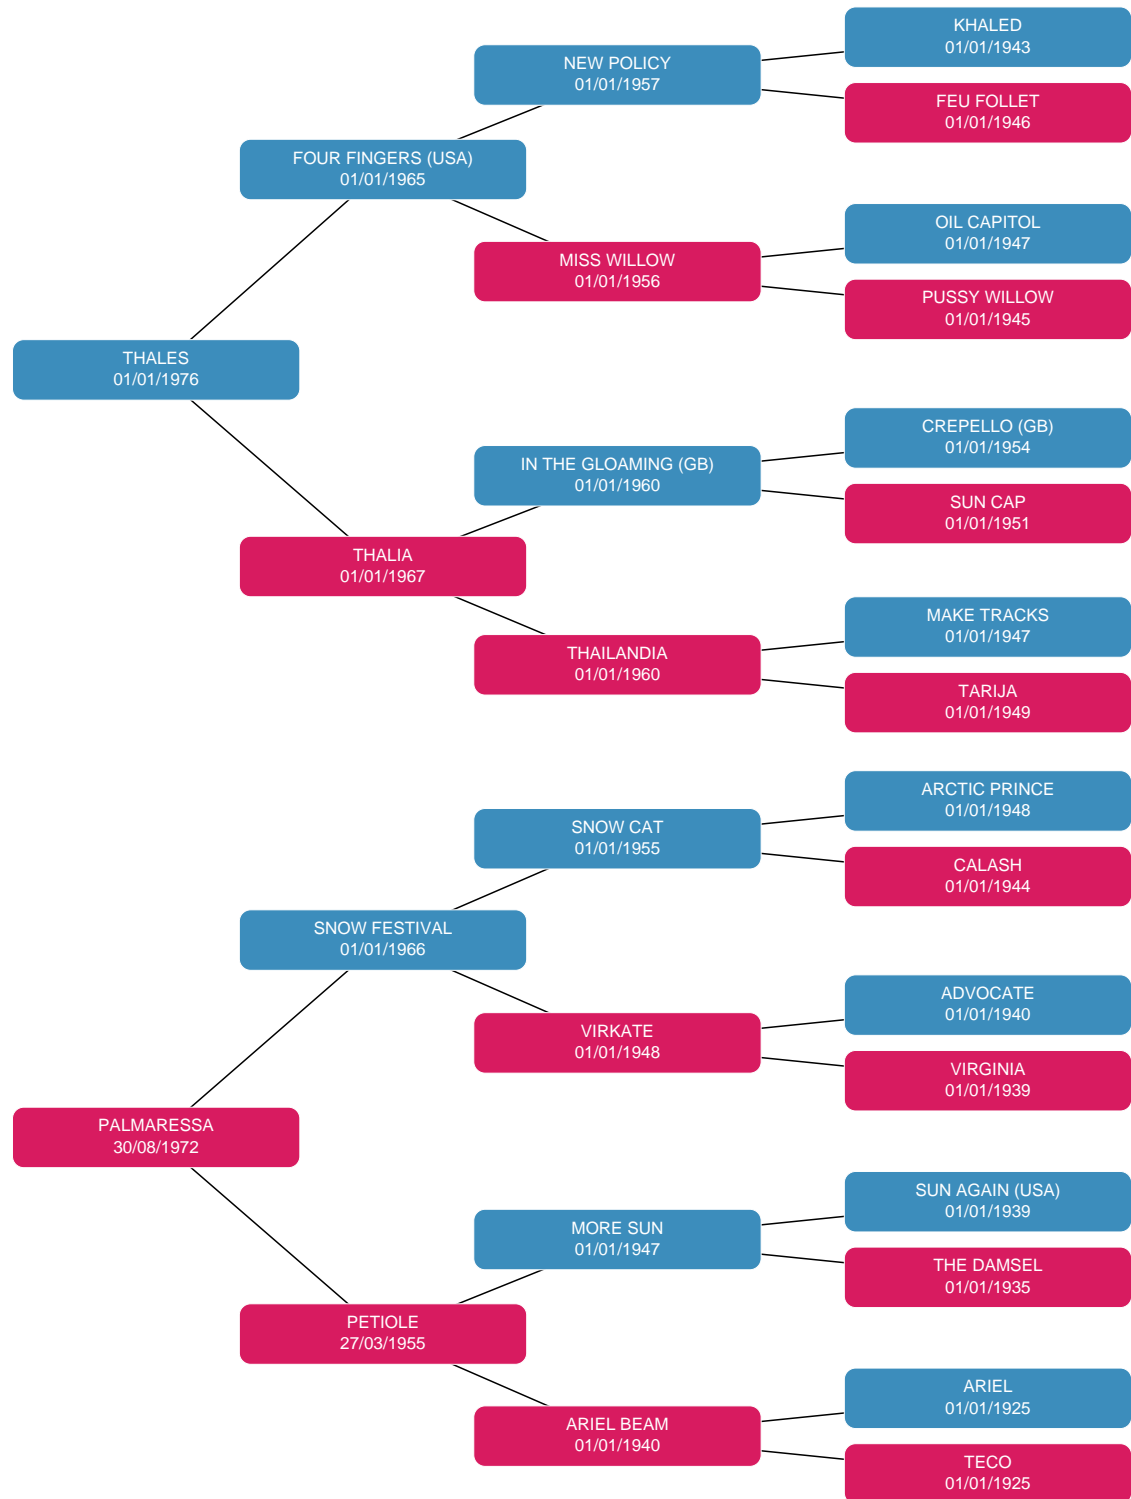 KHALED
01/01/1943
NEW POLICY
01/01/1957
FEU FOLLET
01/01/1946
FOUR FINGERS (USA)
01/01/1965
OIL CAPITOL
01/01/1947
MISS WILLOW
01/01/1956
PUSSY WILLOW
01/01/1945
THALES
01/01/1976
CREPELLO (GB)
01/01/1954
IN THE GLOAMING (GB)
01/01/1960
SUN CAP
01/01/1951
THALIA
01/01/1967
MAKE TRACKS
01/01/1947
THAILANDIA
01/01/1960
TARIJA
01/01/1949
ARCTIC PRINCE
01/01/1948
SNOW CAT
01/01/1955
CALASH
01/01/1944
SNOW FESTIVAL
01/01/1966
ADVOCATE
01/01/1940
VIRKATE
01/01/1948
VIRGINIA
01/01/1939
PALMARESSA
30/08/1972
SUN AGAIN (USA)
01/01/1939
MORE SUN
01/01/1947
THE DAMSEL
01/01/1935
PETIOLE
27/03/1955
ARIEL
01/01/1925
ARIEL BEAM
01/01/1940
TECO
01/01/1925